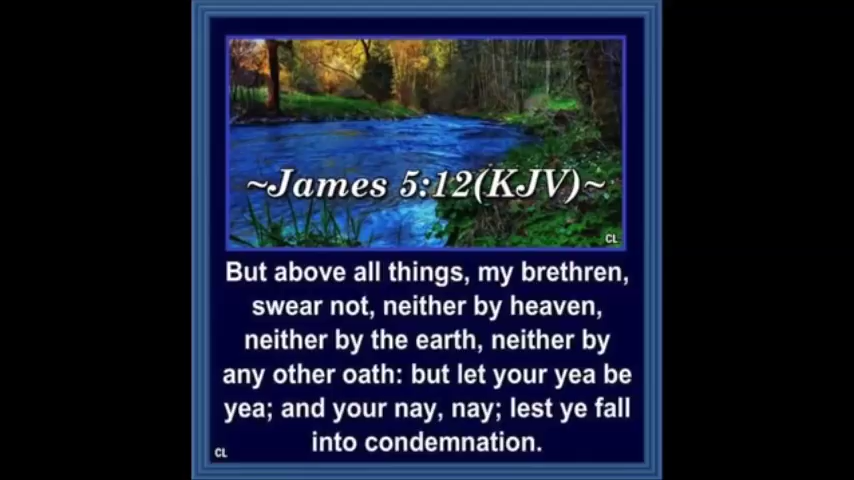 ~James 5:12(KJV)~
CL
But above all things, my brethren,
swear not, neither by heaven,
neither by the earth, neither by
any other oath: but let your yea be
yea; and your nay, nay; lest ye fall
into condemnation.
CL